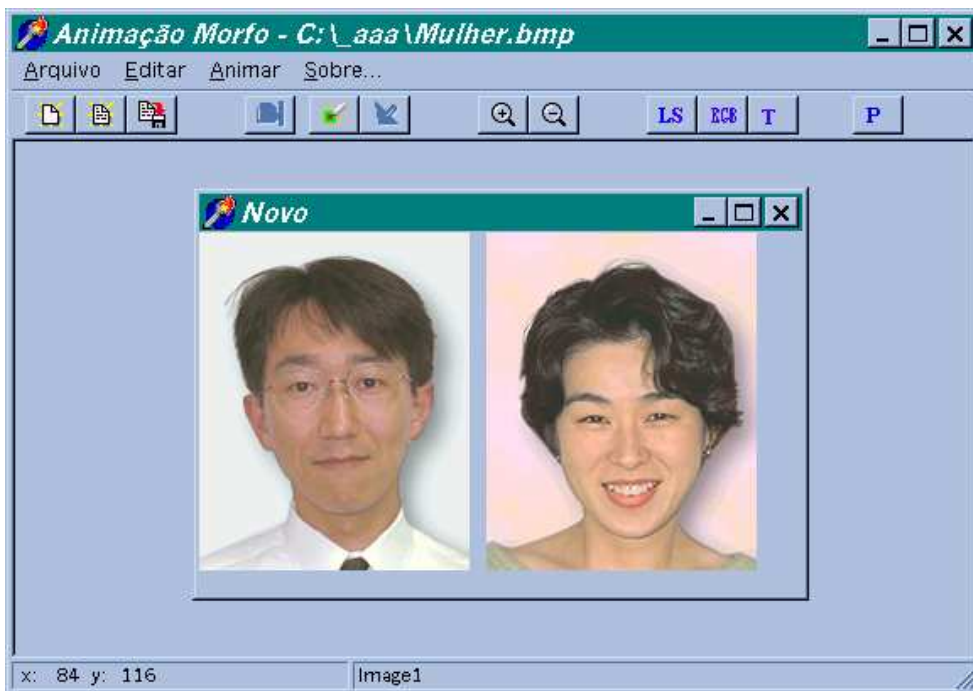 Animação Morfo - C:\_aaa\Mulher.bmp
Arquivo Editar Animar Sobre...
LS RGB T P
Novo
x: 84 y: 116 Image1